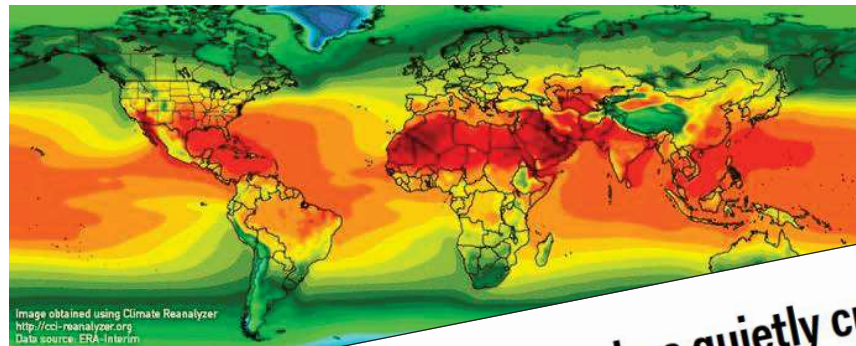 Image obtained using Climate Reanalyzer
http://cci-reanalyzer.org
Data source: ERA-Interim
quietly